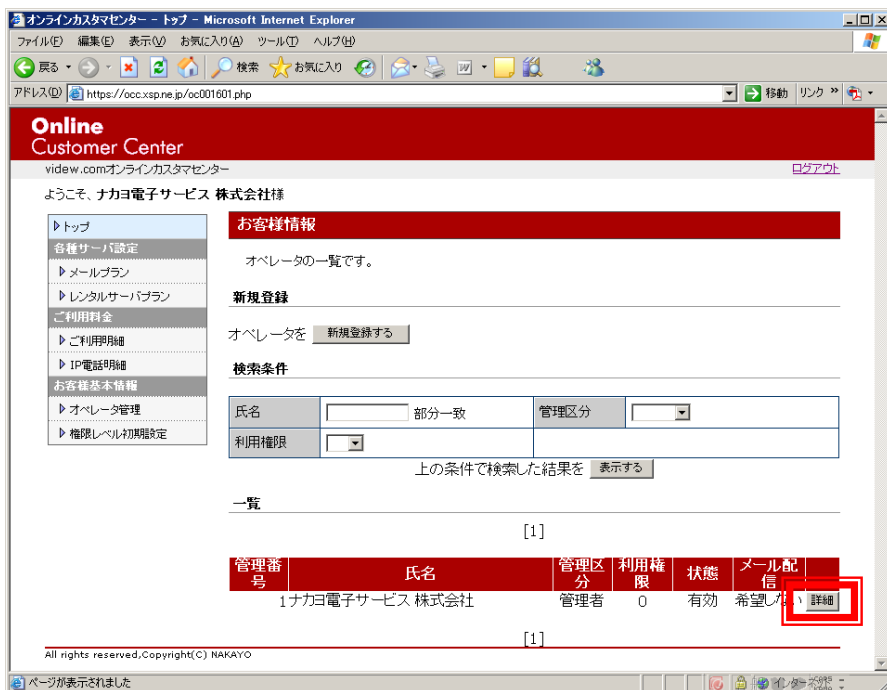 オンラインカスタマセンター - トップ - Microsoft Internet Explorer
ファイル(F) 編集(E) 表示(V) お気に入り(A) ツール(T) ヘルプ(H)
戻る 検索 お気に入り
アドレス(D) https://occ.xsp.ne.jp/oc001601.php 移動 リンク »
Online
Customer Center
videw.comオンラインカスタマセンター ログアウト
ようこそ、ナカヨ電子サービス 株式会社様
トップ
各種サーバ設定
メールプラン
レンタルサーバプラン
ご利用料金
ご利用明細
IP電話明細
お客様基本情報
オペレータ管理
権限レベル初期設定
お客様情報
オペレータの一覧です。
新規登録
オペレータを 新規登録する
検索条件
氏名 部分一致 管理区分
利用権限
上の条件で検索した結果を 表示する
一覧
[1]
管理番号 氏名 管理区分 利用権限 状態 メール配信
1 ナカヨ電子サービス 株式会社 管理者 0 有効 希望しない 詳細
[1]
All rights reserved,Copyright(C) NAKAYO
ページが表示されました インターネット